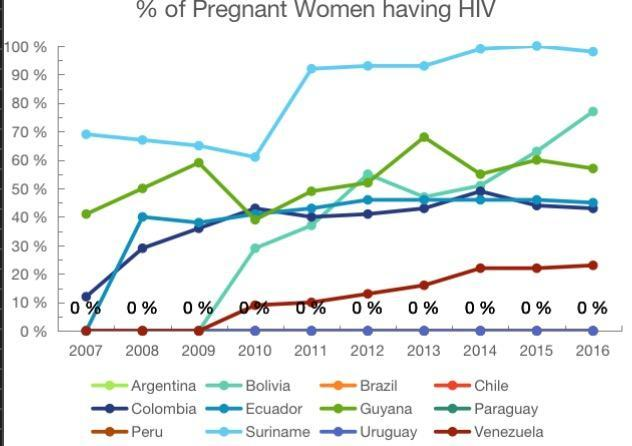 % of Pregnant Women having HIV
100 %
90 %
80 %
70 %
60 %
50 %
40 %
30 %
20 %
10 %
0 %
0 % 0 % 0 % 0 % 0 % 0 % 0 % 0 % 0 % 0 %
2007 2008 2009 2010 2011 2012 2013 2014 2015 2016
Argentina Bolivia Brazil Chile
Colombia Ecuador Guyana Paraguay
Peru Suriname Uruguay Venezuela